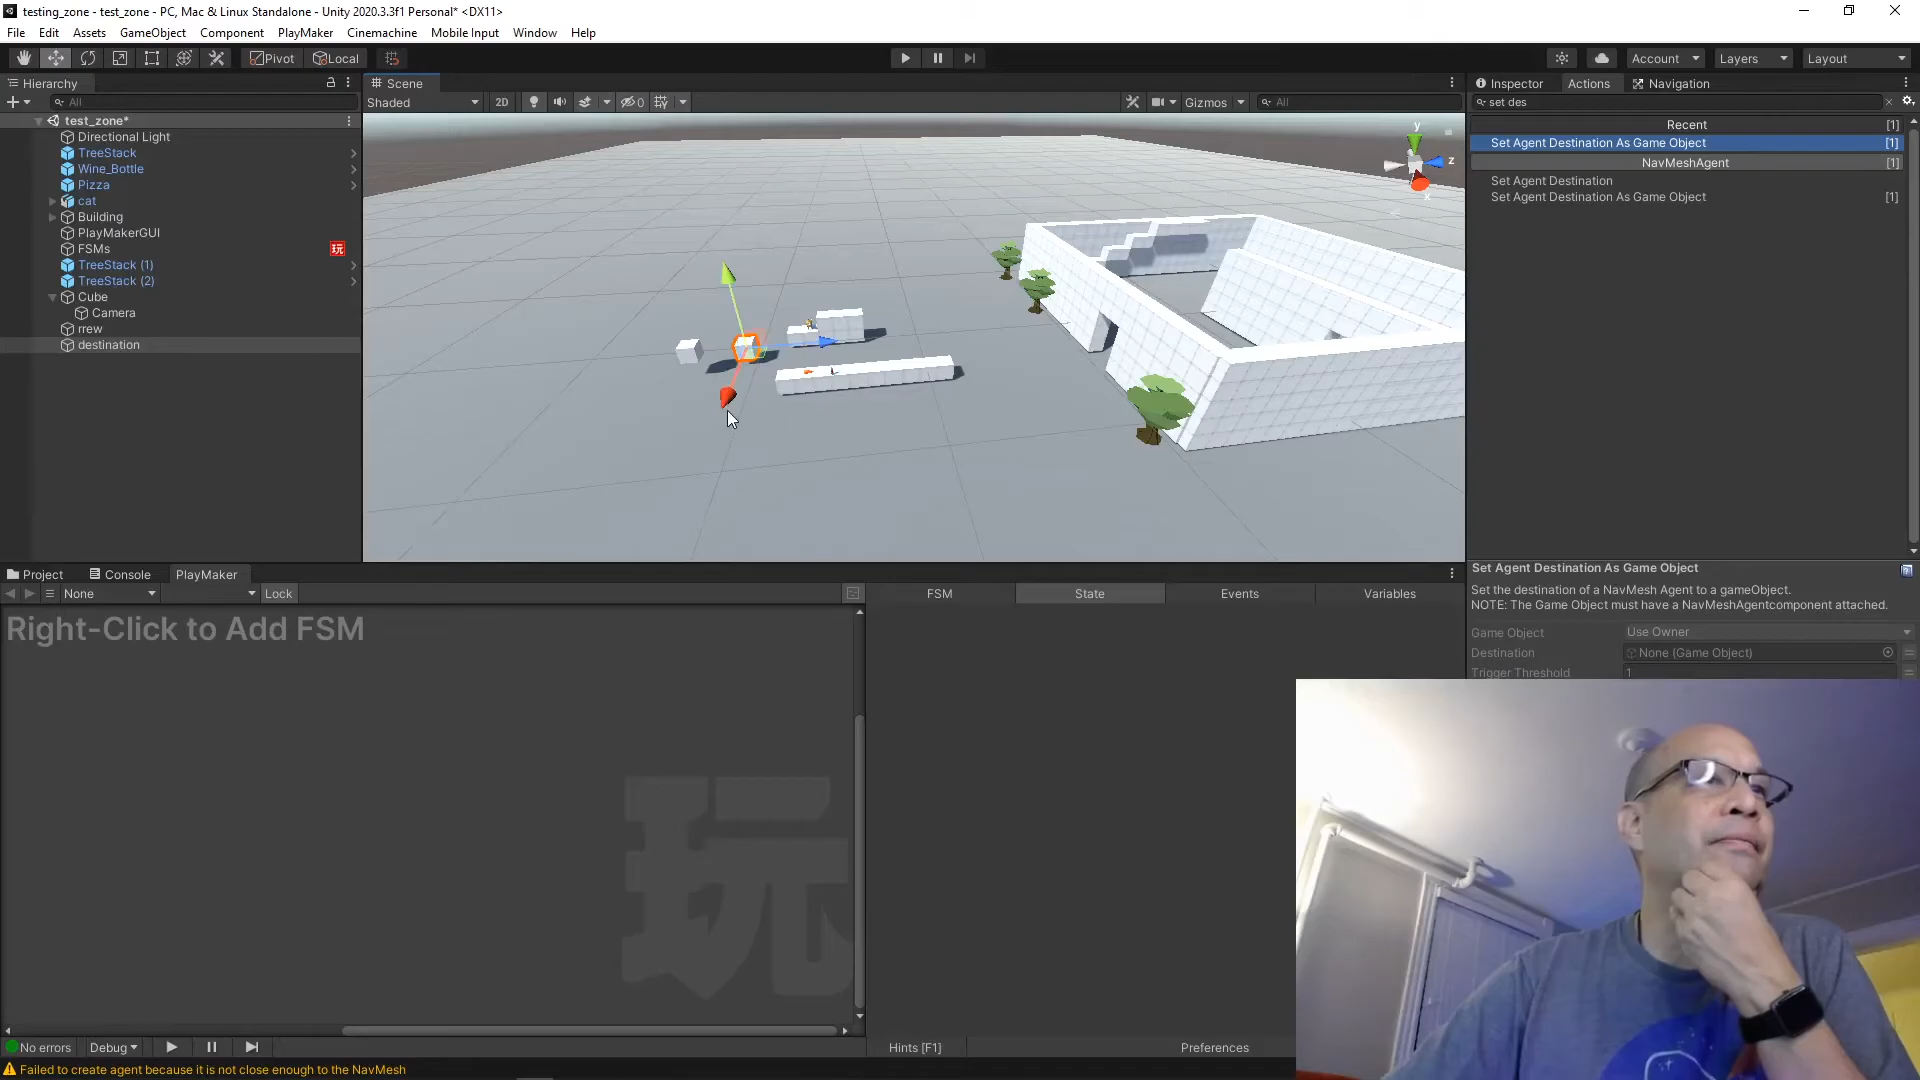 testing_zone - test_zone - PC, Mac & Linux Standalone - Unity 2020.3.3f1 Personal* <DX11>
File Edit Assets GameObject Component PlayMaker Cinemachine Mobile Input Window Help
Pivot Local Account Layers Layout
Hierarchy
All
test_zone*
Directional Light
TreeStack
Wine_Bottle
Pizza
cat
Building
PlayMakerGUI
FSMs 玩
TreeStack (1)
TreeStack (2)
Cube
Camera
rrew
destination
Scene
Shaded 2D 0 Gizmos All
y
z
x
Inspector Actions Navigation
set des
Recent [1]
Set Agent Destination As Game Object [1]
NavMeshAgent [1]
Set Agent Destination
Set Agent Destination As Game Object [1]
Project Console PlayMaker
None Lock
FSM State Events Variables
Right-Click to Add FSM
玩
Set Agent Destination As Game Object
Set the destination of a NavMesh Agent to a gameObject.
NOTE: The Game Object must have a NavMeshAgentcomponent attached.
Game Object Use Owner
Destination None (Game Object)
Trigger Threshold 1
No errors Debug Hints [F1] Preferences
Failed to create agent because it is not close enough to the NavMesh